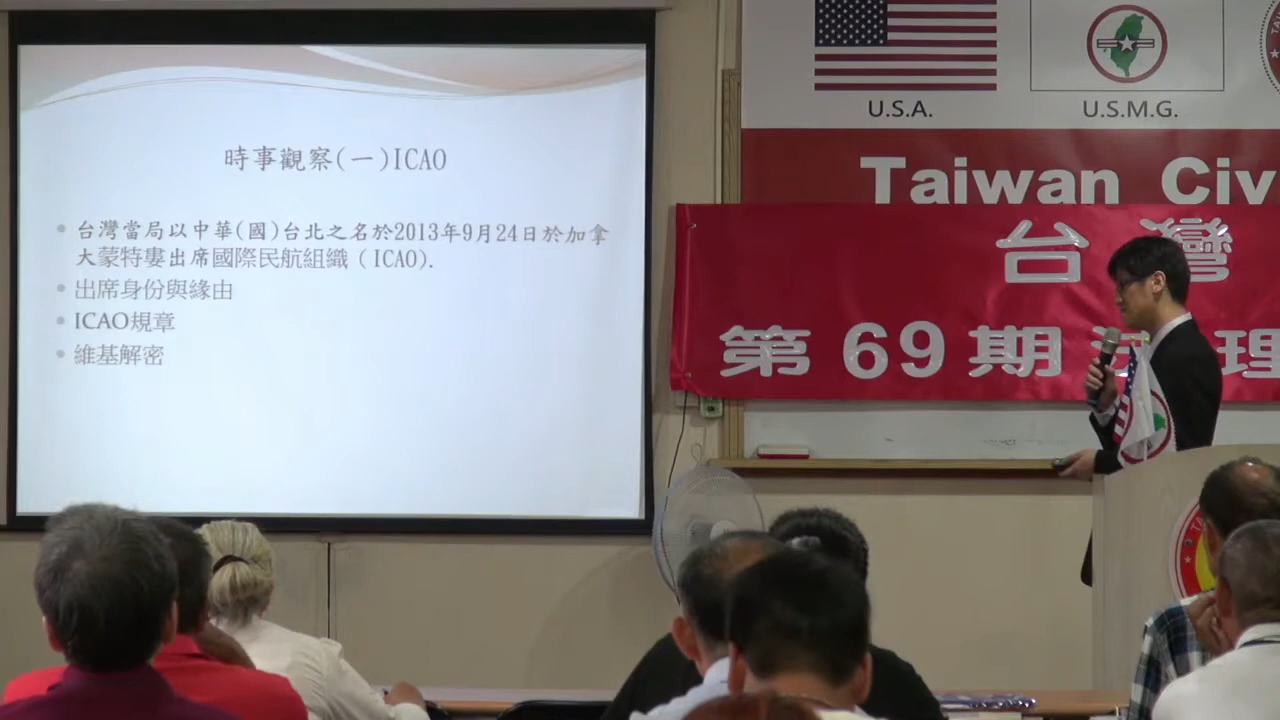 時事觀察(一)ICAO
台灣當局以中華(國)台北之名於2013年9月24日於加拿
大蒙特婁出席國際民航組織 (ICAO).
出席身份與緣由
ICAO規章
維基解密
U.S.A.
U.S.M.G.
Taiwan Civ
台灣
第69期 理